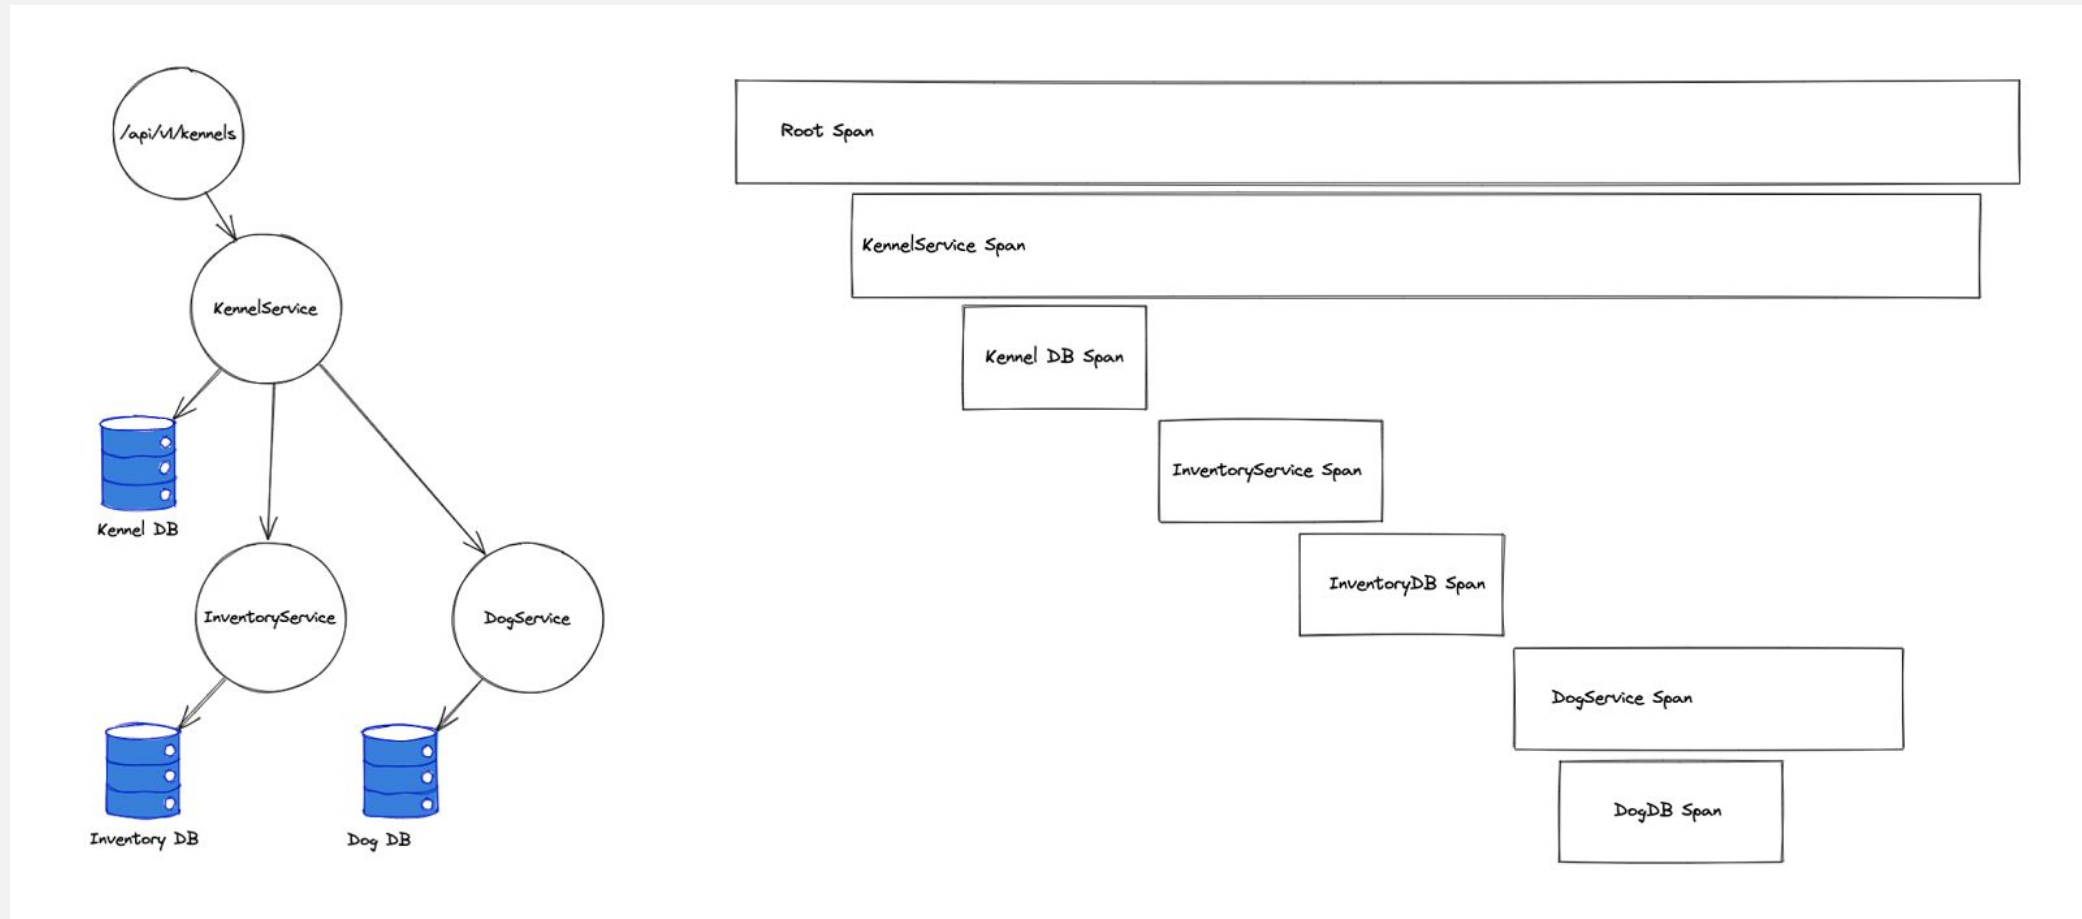 /api/v1/kennels
KennelService
Kennel DB
InventoryService
DogService
Inventory DB
Dog DB
Root Span
KennelService Span
Kennel DB Span
InventoryService Span
InventoryDB Span
DogService Span
DogDB Span